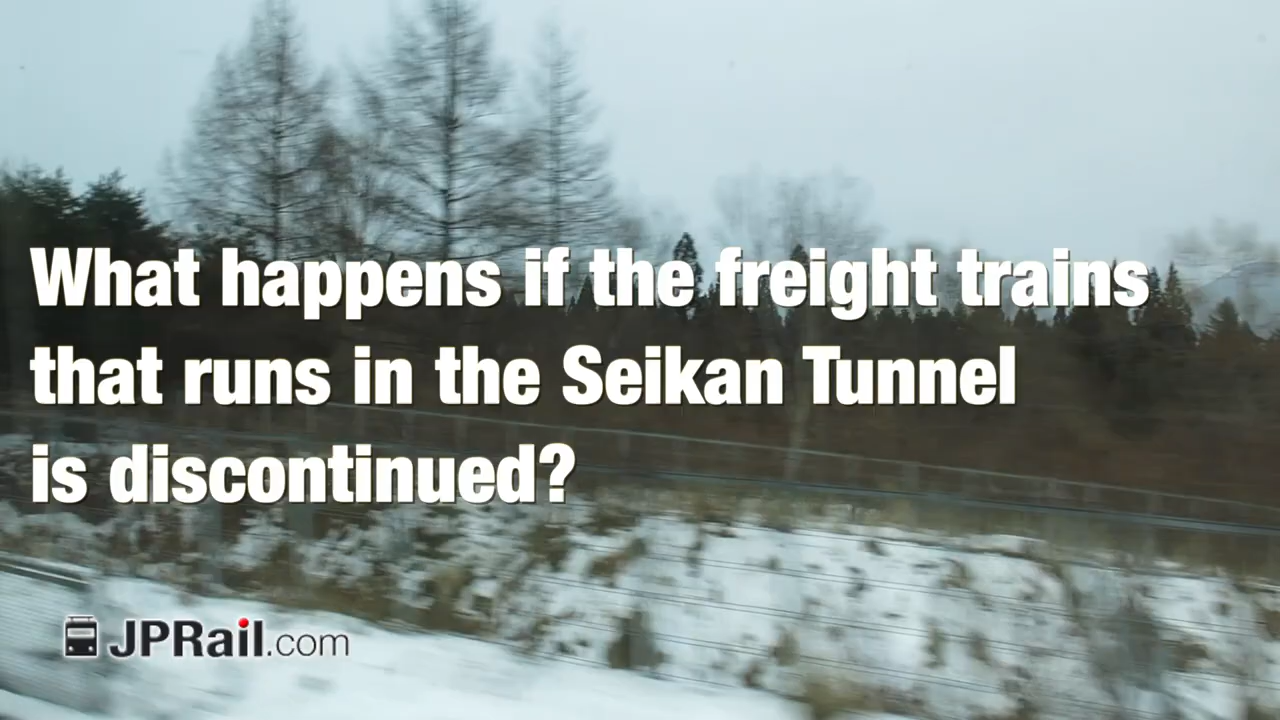 What happens if the freight trains
that runs in the Seikan Tunnel
is discontinued?
JPRail.com